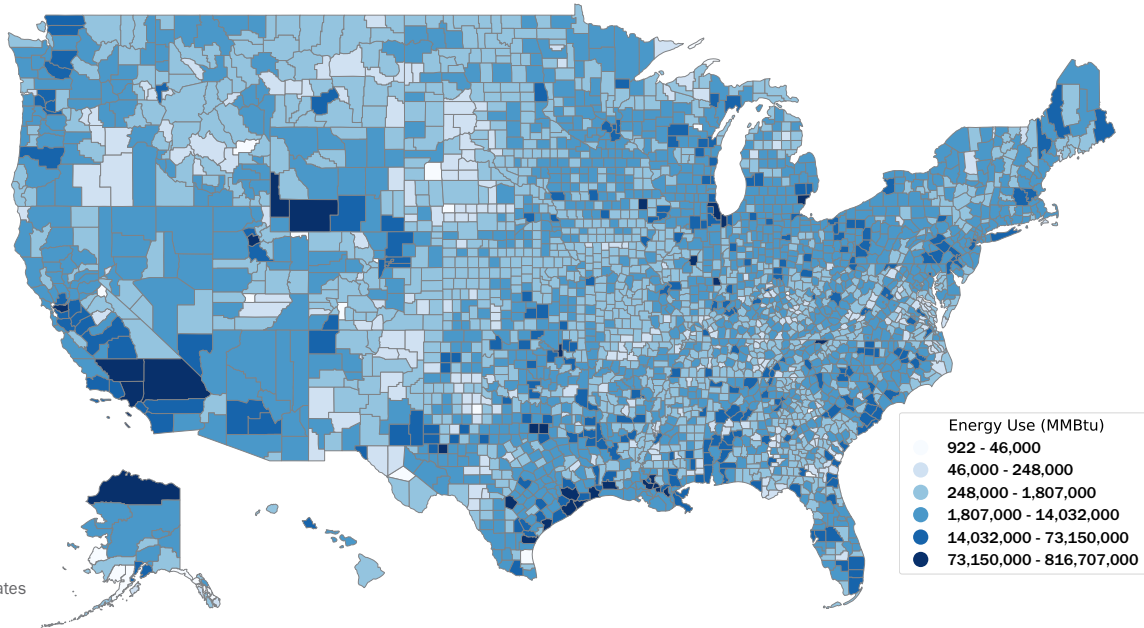 Energy Use (MMBtu)
922 - 46,000
46,000 - 248,000
248,000 - 1,807,000
1,807,000 - 14,032,000
14,032,000 - 73,150,000
73,150,000 - 816,707,000
ates